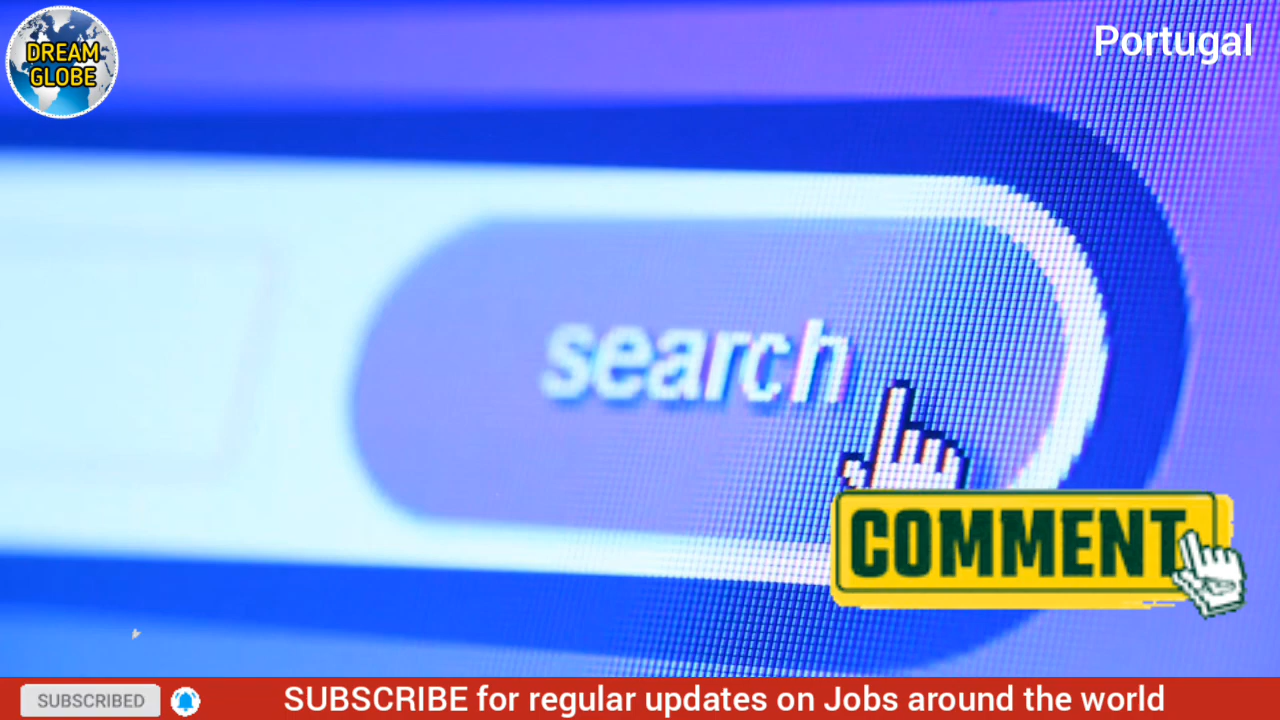 DREAM
GLOBE
Portugal
search
COMMENT
SUBSCRIBED
SUBSCRIBE for regular updates on Jobs around the world